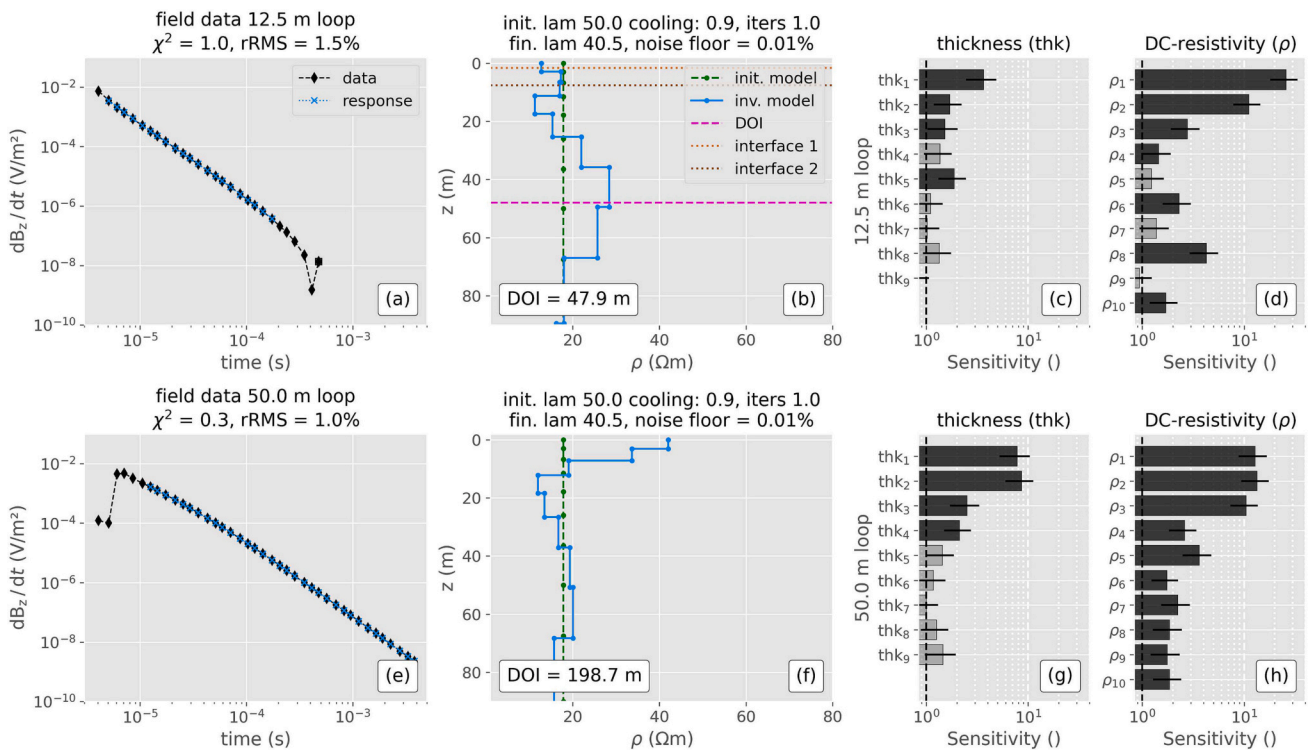 field data 12.5 m loop
χ² = 1.0, rRMS = 1.5%
data
response
10⁻²
10⁻⁴
10⁻⁶
10⁻⁸
10⁻¹⁰
dB_z / dt (V/m²)
(a)
10⁻⁵
10⁻⁴
10⁻³
time (s)
init. lam 50.0 cooling: 0.9, iters 1.0
fin. lam 40.5, noise floor = 0.01%
init. model
inv. model
DOI
interface 1
interface 2
0
20
40
60
80
z (m)
DOI = 47.9 m
(b)
20
40
60
80
ρ (Ωm)
thickness (thk)
12.5 m loop
thk₁
thk₂
thk₃
thk₄
thk₅
thk₆
thk₇
thk₈
thk₉
(c)
10⁰
10¹
Sensitivity ()
DC-resistivity (ρ)
ρ₁
ρ₂
ρ₃
ρ₄
ρ₅
ρ₆
ρ₇
ρ₈
ρ₉
ρ₁₀
(d)
10⁰
10¹
Sensitivity ()
field data 50.0 m loop
χ² = 0.3, rRMS = 1.0%
10⁻²
10⁻⁴
10⁻⁶
10⁻⁸
10⁻¹⁰
dB_z / dt (V/m²)
(e)
10⁻⁵
10⁻⁴
10⁻³
time (s)
init. lam 50.0 cooling: 0.9, iters 1.0
fin. lam 40.5, noise floor = 0.01%
0
20
40
60
80
z (m)
DOI = 198.7 m
(f)
20
40
60
80
ρ (Ωm)
thickness (thk)
50.0 m loop
thk₁
thk₂
thk₃
thk₄
thk₅
thk₆
thk₇
thk₈
thk₉
(g)
10⁰
10¹
Sensitivity ()
DC-resistivity (ρ)
ρ₁
ρ₂
ρ₃
ρ₄
ρ₅
ρ₆
ρ₇
ρ₈
ρ₉
ρ₁₀
(h)
10⁰
10¹
Sensitivity ()